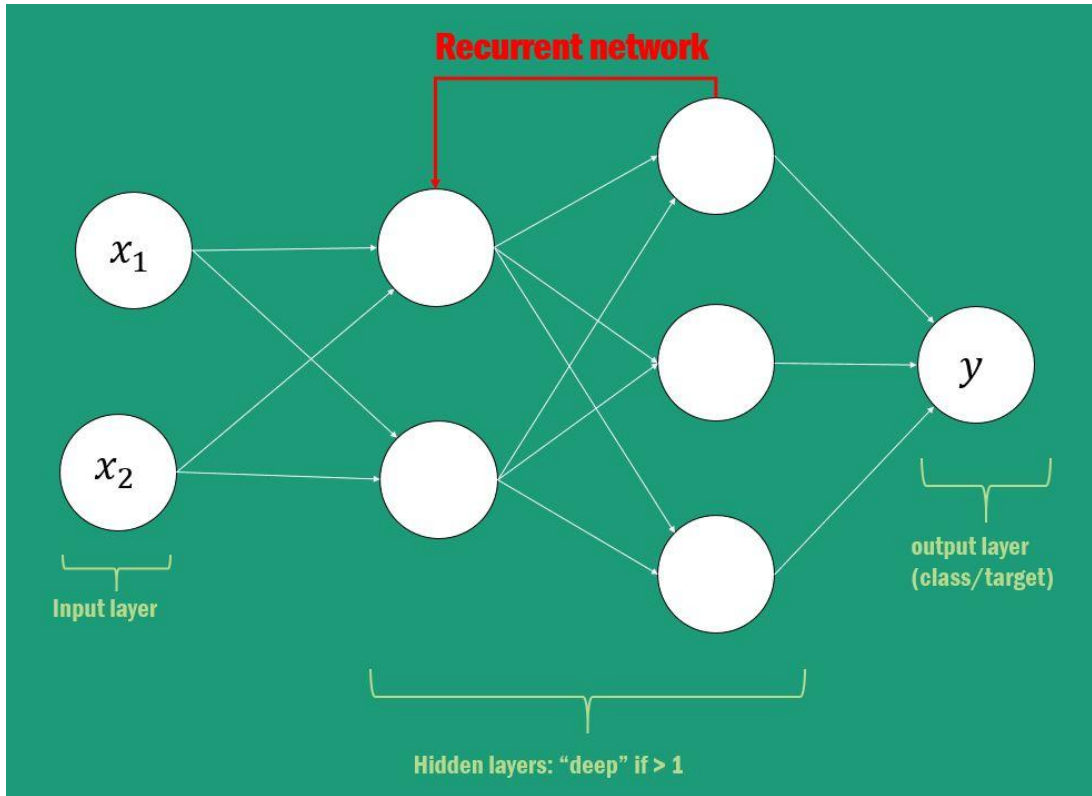 Recurrent network
x₁
x₂
y
Input layer
output layer
(class/target)
Hidden layers: “deep” if > 1